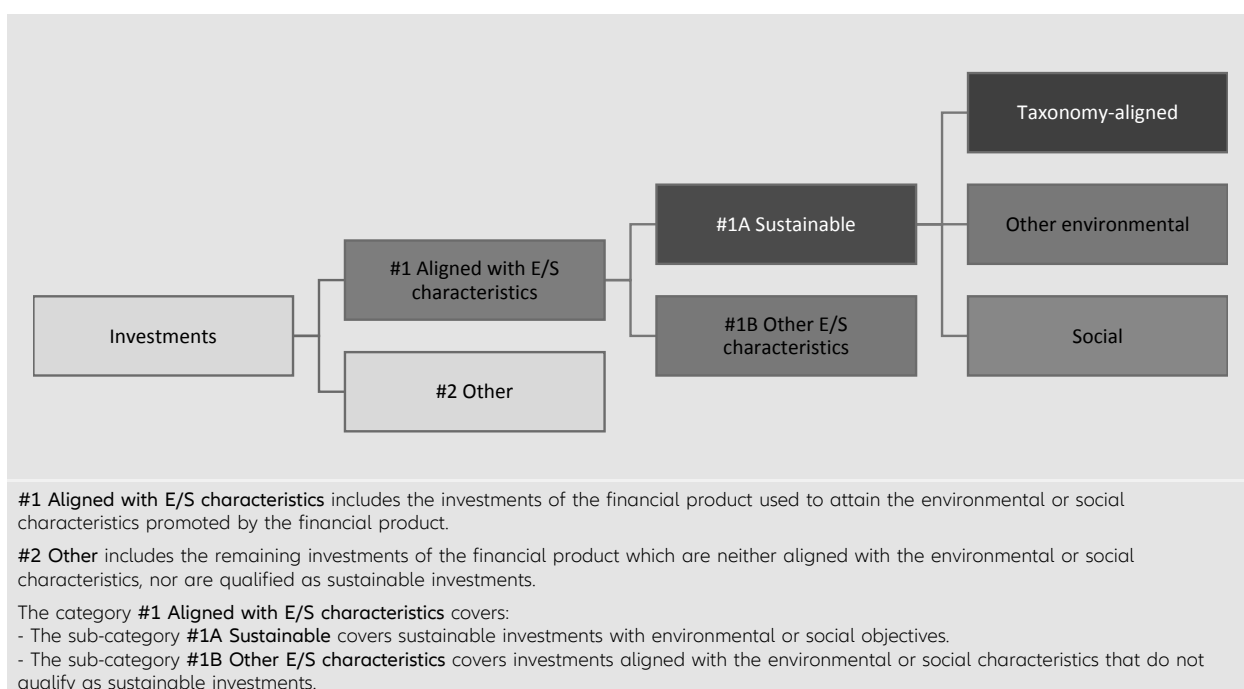 Taxonomy-aligned
#1A Sustainable
Other environmental
#1 Aligned with E/S
characteristics
#1B Other E/S
characteristics
Social
Investments
#2 Other
#1 Aligned with E/S characteristics includes the investments of the financial product used to attain the environmental or social
characteristics promoted by the financial product.
#2 Other includes the remaining investments of the financial product which are neither aligned with the environmental or social
characteristics, nor are qualified as sustainable investments.
The category #1 Aligned with E/S characteristics covers:
- The sub-category #1A Sustainable covers sustainable investments with environmental or social objectives.
- The sub-category #1B Other E/S characteristics covers investments aligned with the environmental or social characteristics that do not
qualify as sustainable investments.